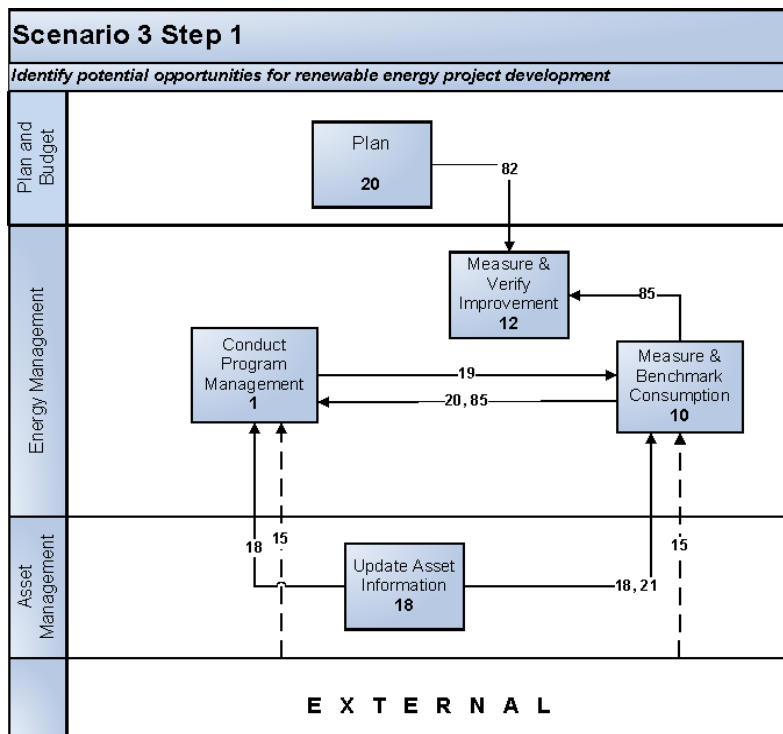 Scenario 3 Step 1
Identify potential opportunities for renewable energy project development
Plan and
Budget
Plan
20
82
Energy Management
Measure &
Verify
Improvement
12
85
Conduct
Program
Management
1
19
20, 85
Measure &
Benchmark
Consumption
10
Asset
Management
18
15
Update Asset
Information
18
18, 21
15
E X T E R N A L